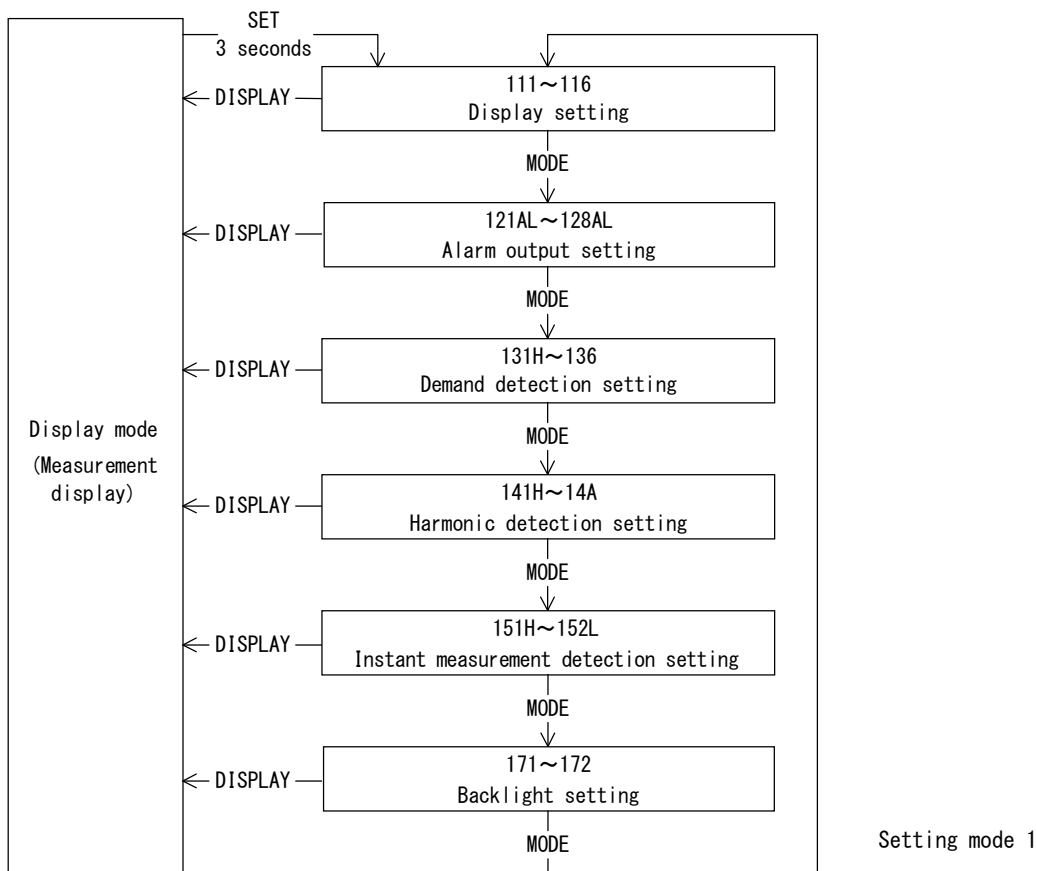 SET
3 seconds
111～116
Display setting
DISPLAY
MODE
121AL～128AL
Alarm output setting
DISPLAY
MODE
131H～136
Demand detection setting
DISPLAY
MODE
Display mode
(Measurement
display)
141H～14A
Harmonic detection setting
DISPLAY
MODE
151H～152L
Instant measurement detection setting
DISPLAY
MODE
171～172
Backlight setting
DISPLAY
MODE
Setting mode 1